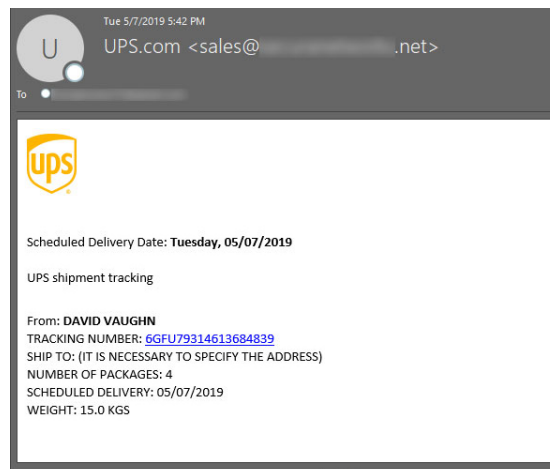 Tue 5/7/2019 5:42 PM
U
UPS.com <sales@ .net>
To
ups
Scheduled Delivery Date: Tuesday, 05/07/2019
UPS shipment tracking
From: DAVID VAUGHN
TRACKING NUMBER: 6GFU79314613684839
SHIP TO: (IT IS NECESSARY TO SPECIFY THE ADDRESS)
NUMBER OF PACKAGES: 4
SCHEDULED DELIVERY: 05/07/2019
WEIGHT: 15.0 KGS